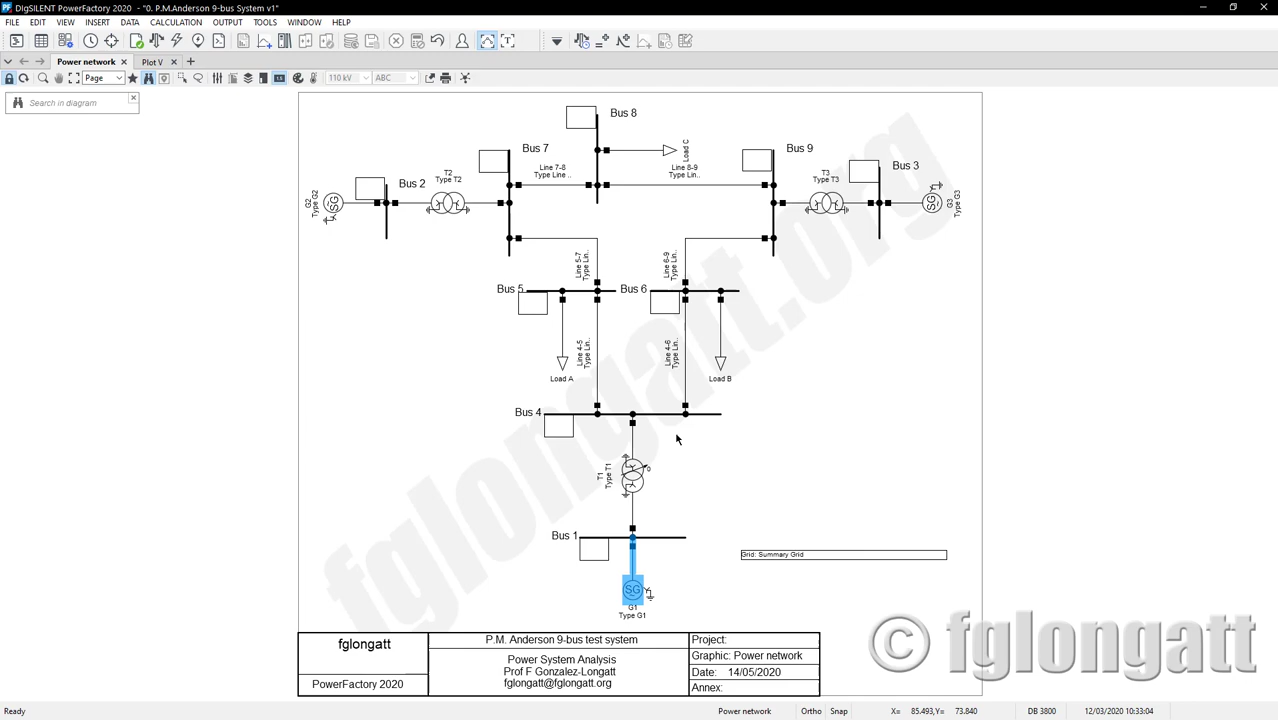 DIgSILENT PowerFactory 2020 - "0. P.M.Anderson 9-bus System v1"
FILE EDIT VIEW INSERT DATA CALCULATION OUTPUT TOOLS WINDOW HELP
Power network Plot V
Page 110 kV ABC
Search in diagram
Bus 8
Load C
Bus 7
Line 7-8
Type Line ..
Line 8-9
Type Lin..
Bus 9
Bus 2
T2
Type T2
T3
Type T3
Bus 3
G2
Type G2
SG
SG
G3
Type G3
Line 5-7
Type Lin..
Line 6-9
Type Lin..
Bus 5
Bus 6
Line 4-5
Type Lin..
Line 4-6
Type Lin..
Load A
Load B
Bus 4
T1
Type T1
0
Bus 1
Grid: Summary Grid
SG
G1
Type G1
fglongatt.org
fglongatt
PowerFactory 2020
P.M. Anderson 9-bus test system
Power System Analysis
Prof F Gonzalez-Longatt
fglongatt@fglongatt.org
Project:
Graphic: Power network
Date: 14/05/2020
Annex:
© fglongatt
Ready Power network Ortho Snap X= 85.493,Y= 73.840 DB 3800 12/03/2020 10:33:04